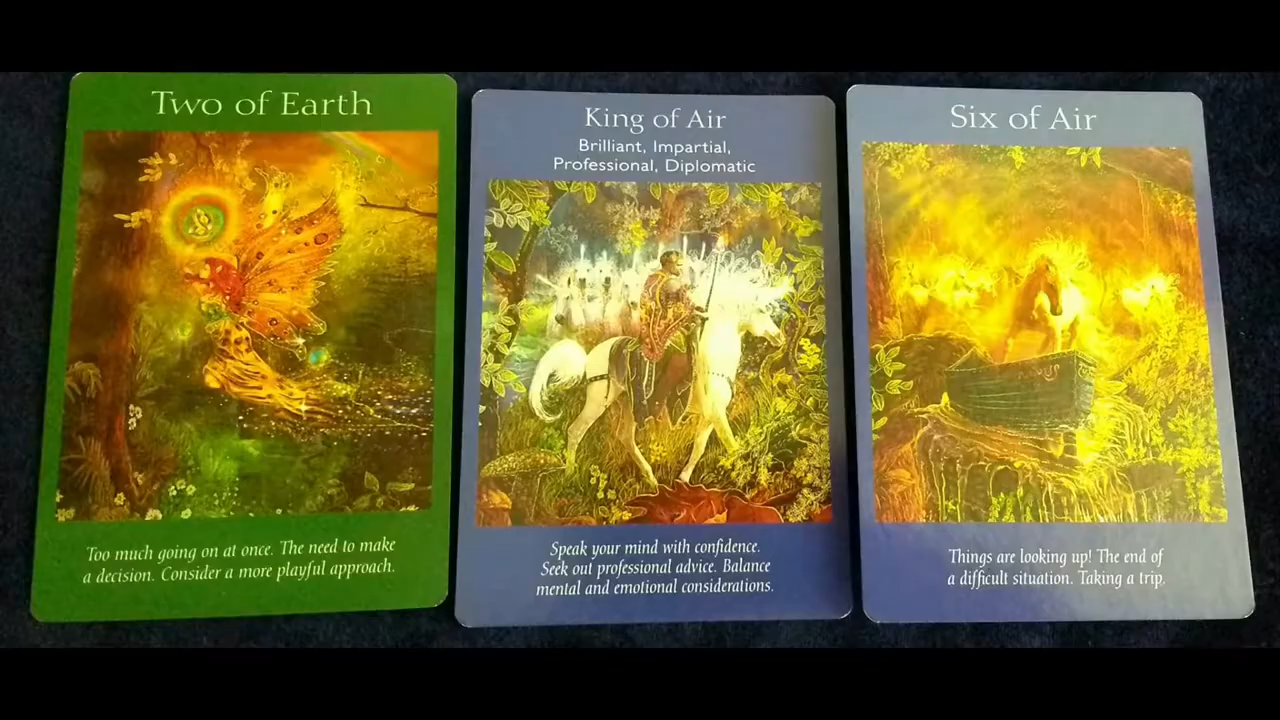 Two of Earth
Too much going on at once. The need to make
a decision. Consider a more playful approach.
King of Air
Brilliant, Impartial,
Professional, Diplomatic
Speak your mind with confidence.
Seek out professional advice. Balance
mental and emotional considerations.
Six of Air
Things are looking up! The end of
a difficult situation. Taking a trip.